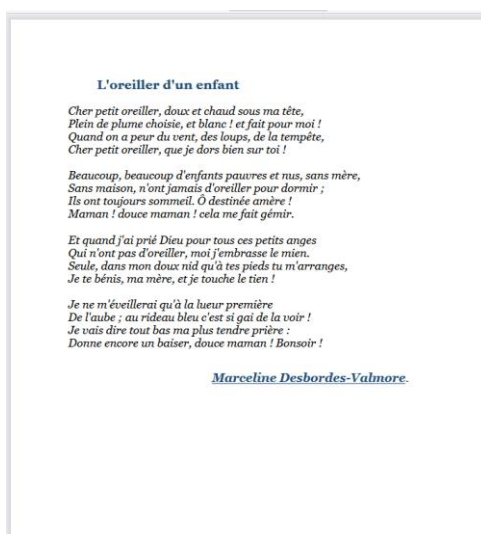 L'oreiller d'un enfant
Cher petit oreiller, doux et chaud sous ma tête,
Plein de plume choisie, et blanc ! et fait pour moi !
Quand on a peur du vent, des loups, de la tempête,
Cher petit oreiller, que je dors bien sur toi !
Beaucoup, beaucoup d'enfants pauvres et nus, sans mère,
Sans maison, n'ont jamais d'oreiller pour dormir ;
Ils ont toujours sommeil. Ô destinée amère !
Maman ! douce maman ! cela me fait gémir.
Et quand j'ai prié Dieu pour tous ces petits anges
Qui n'ont pas d'oreiller, moi j'embrasse le mien.
Seule, dans mon doux nid qu'à tes pieds tu m'arranges,
Je te bénis, ma mère, et je touche le tien !
Je ne m'éveillerai qu'à la lueur première
De l'aube ; au rideau bleu c'est si gai de la voir !
Je vais dire tout bas ma plus tendre prière :
Donne encore un baiser, douce maman ! Bonsoir !
Marceline Desbordes-Valmore.